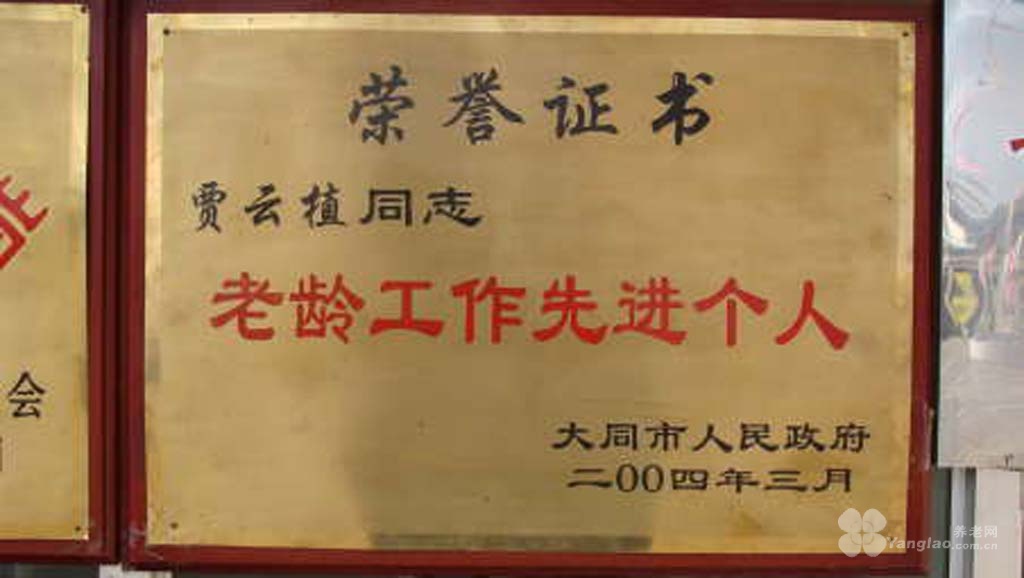 荣誉证书
贾云植同志
老龄工作先进个人
大同市人民政府
二00四年三月
会
养老网
Yanglao.com.cn